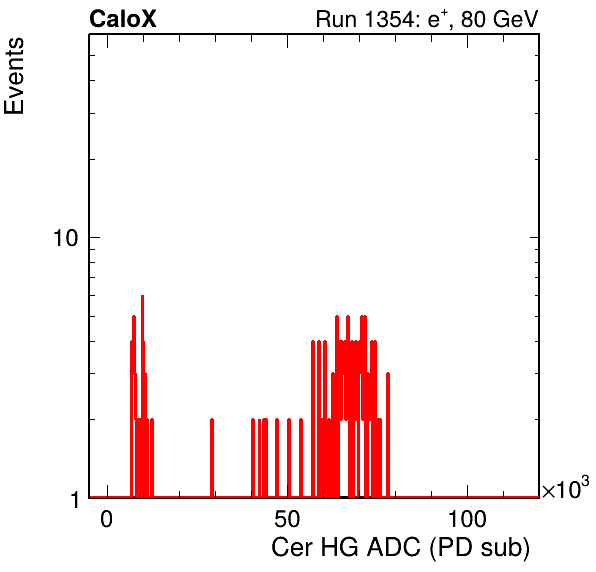 CaloX Run 1354: e+, 80 GeV
Events
10
1
0 50 100 ×10³
Cer HG ADC (PD sub)